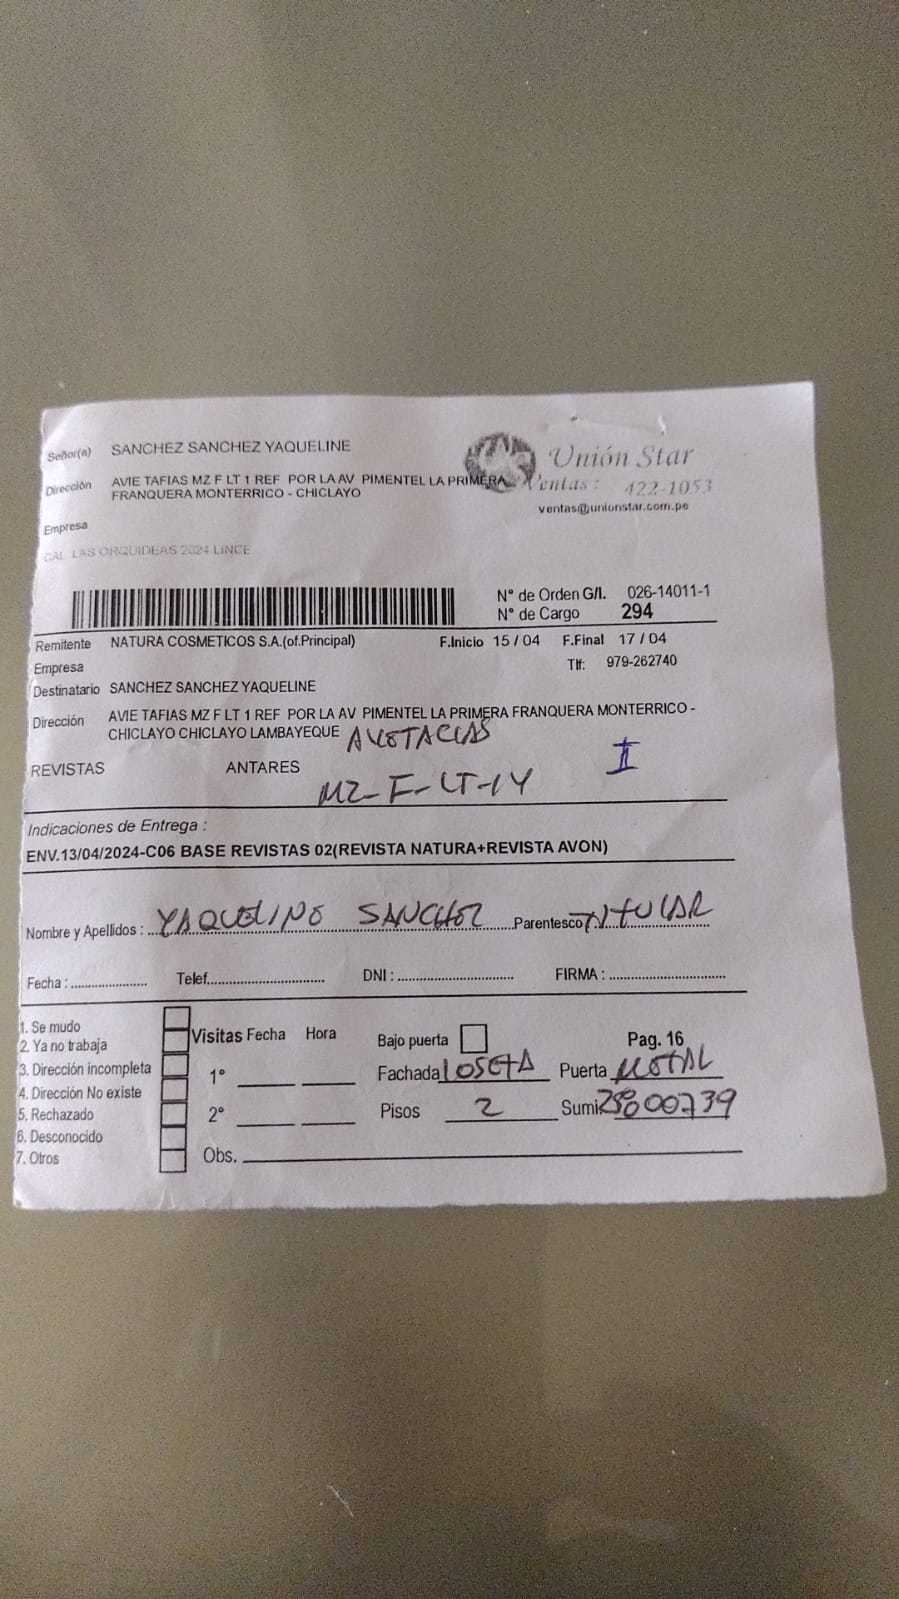 Señor(a) SANCHEZ SANCHEZ YAQUELINE
Unión Star
Dirección AVIE TAFIAS MZ F LT 1 REF POR LA AV PIMENTEL LA PRIMERA
FRANQUERA MONTERRICO - CHICLAYO
Ventas: 422-1053
ventas@unionstar.com.pe
Empresa
CAL LAS ORQUIDEAS 2024 LINCE
N° de Orden G/I. 026-14011-1
N° de Cargo 294
Remitente NATURA COSMETICOS S.A.(of.Principal) F.Inicio 15 / 04 F.Final 17 / 04
Empresa Tlf: 979-262740
Destinatario SANCHEZ SANCHEZ YAQUELINE
Dirección AVIE TAFIAS MZ F LT 1 REF POR LA AV PIMENTEL LA PRIMERA FRANQUERA MONTERRICO -
CHICLAYO CHICLAYO LAMBAYEQUE
REVISTAS ANTARES II
MZ-F-LT-14
Indicaciones de Entrega :
ENV.13/04/2024-C06 BASE REVISTAS 02(REVISTA NATURA+REVISTA AVON)
Nombre y Apellidos : YAQUELINE SANCHEZ Parentesco TITULAR
Fecha : Telef. DNI : FIRMA :
1. Se mudo
2. Ya no trabaja
3. Dirección incompleta
4. Dirección No existe
5. Rechazado
6. Desconocido
7. Otros
Visitas Fecha Hora
1°
2°
Obs.
Bajo puerta Pag. 16
Fachada LOSETA Puerta METAL
Pisos 2 Sumi